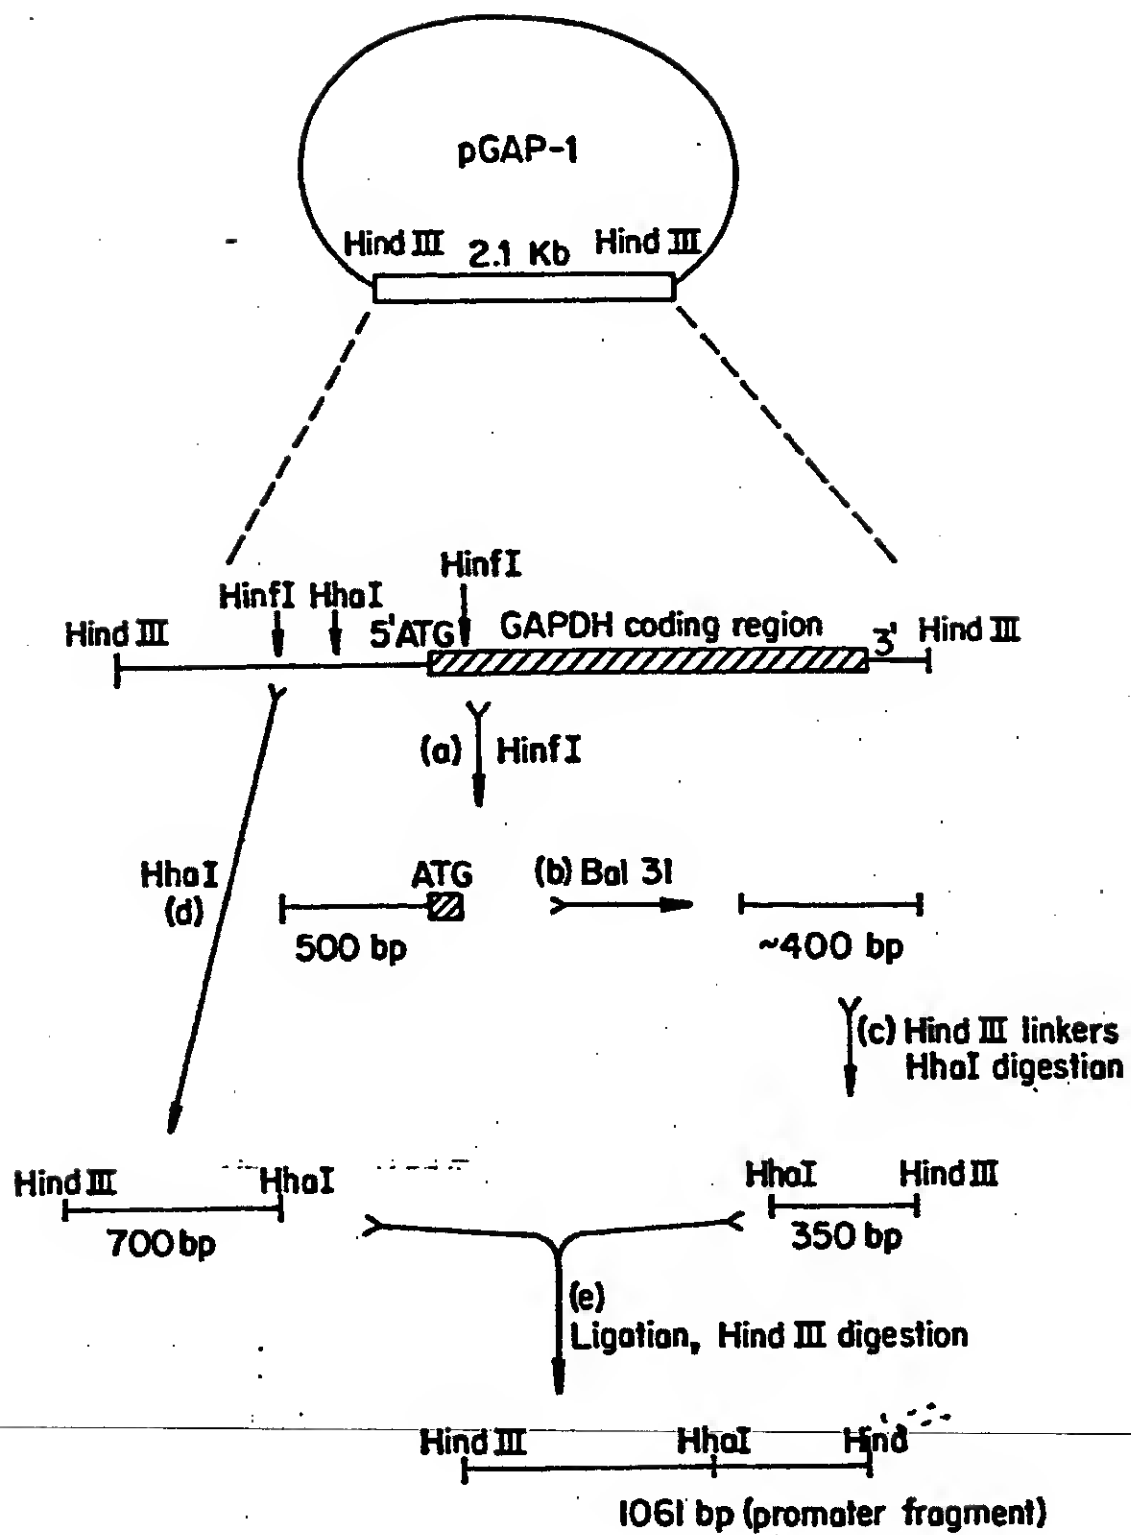 pGAP-1
Hind III 2.1 Kb Hind III
HinfI
HinfI HhaI
Hind III 5'ATG GAPDH coding region 3' Hind III
(a) HinfI
HhaI
(d)
ATG
(b) Bal 31
500 bp
~400 bp
(c) Hind III linkers
HhaI digestion
Hind III HhaI
700 bp
HhaI Hind III
350 bp
(e)
Ligation, Hind III digestion
Hind III HhaI Hind
1061 bp (promoter fragment)